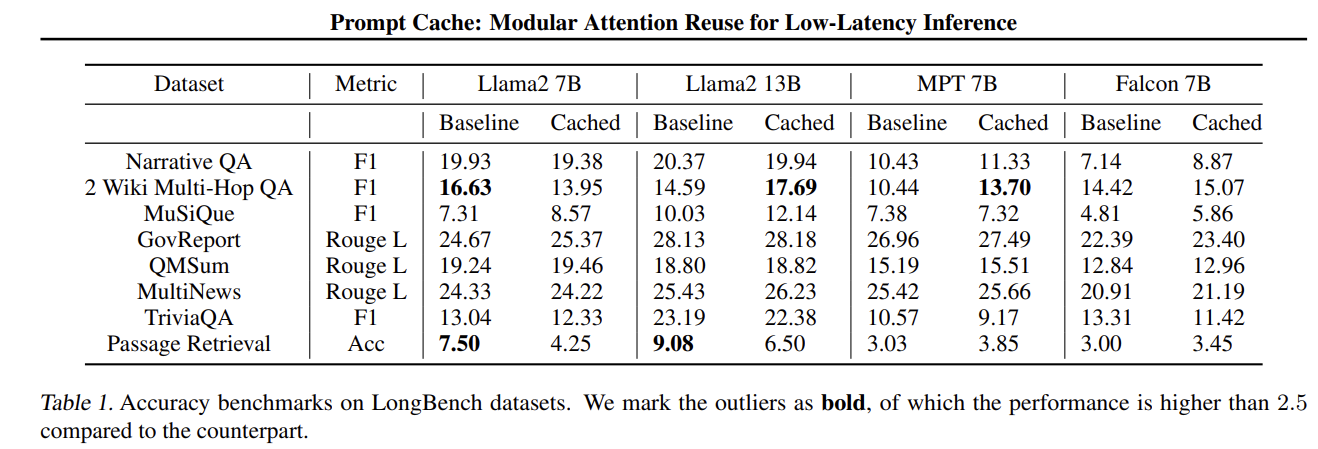 Prompt Cache: Modular Attention Reuse for Low-Latency Inference
Dataset Metric Llama2 7B Llama2 13B MPT 7B Falcon 7B
Baseline Cached Baseline Cached Baseline Cached Baseline Cached
Narrative QA F1 19.93 19.38 20.37 19.94 10.43 11.33 7.14 8.87
2 Wiki Multi-Hop QA F1 16.63 13.95 14.59 17.69 10.44 13.70 14.42 15.07
MuSiQue F1 7.31 8.57 10.03 12.14 7.38 7.32 4.81 5.86
GovReport Rouge L 24.67 25.37 28.13 28.18 26.96 27.49 22.39 23.40
QMSum Rouge L 19.24 19.46 18.80 18.82 15.19 15.51 12.84 12.96
MultiNews Rouge L 24.33 24.22 25.43 26.23 25.42 25.66 20.91 21.19
TriviaQA F1 13.04 12.33 23.19 22.38 10.57 9.17 13.31 11.42
Passage Retrieval Acc 7.50 4.25 9.08 6.50 3.03 3.85 3.00 3.45
Table 1. Accuracy benchmarks on LongBench datasets. We mark the outliers as bold, of which the performance is higher than 2.5
compared to the counterpart.